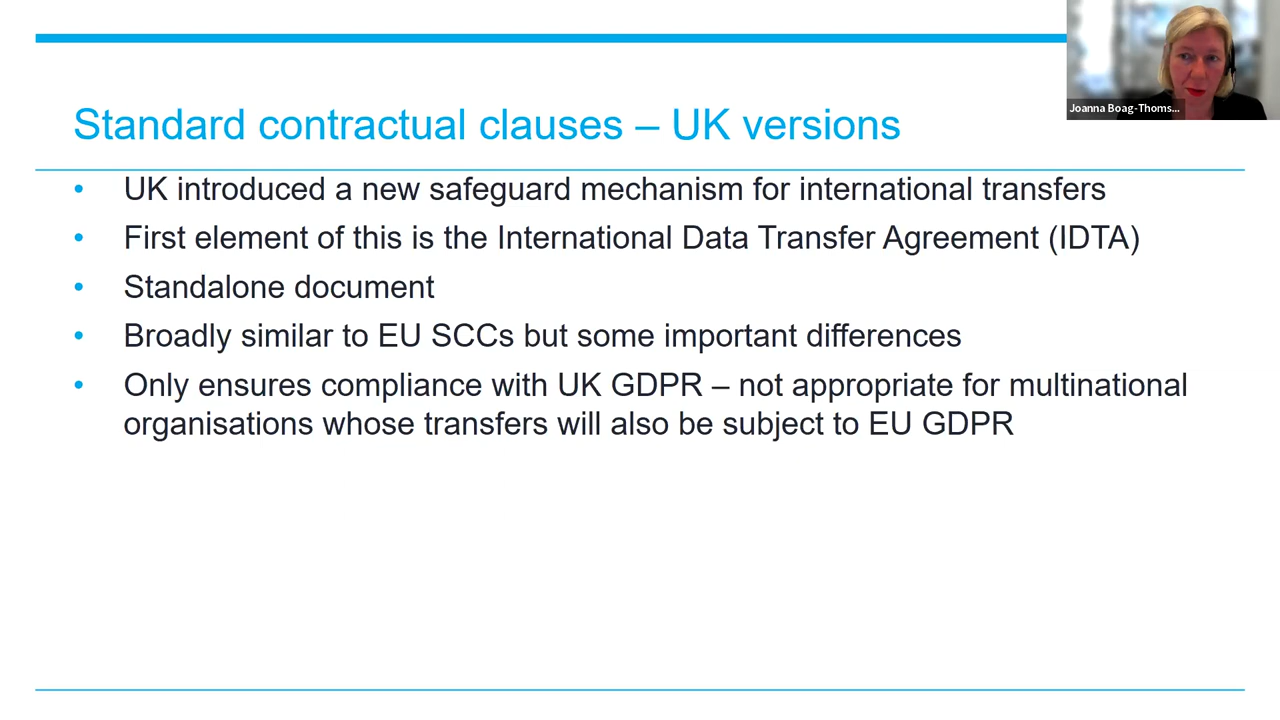 Joanna Boag-Thoms...
Standard contractual clauses – UK versions
• UK introduced a new safeguard mechanism for international transfers
• First element of this is the International Data Transfer Agreement (IDTA)
• Standalone document
• Broadly similar to EU SCCs but some important differences
• Only ensures compliance with UK GDPR – not appropriate for multinational
organisations whose transfers will also be subject to EU GDPR